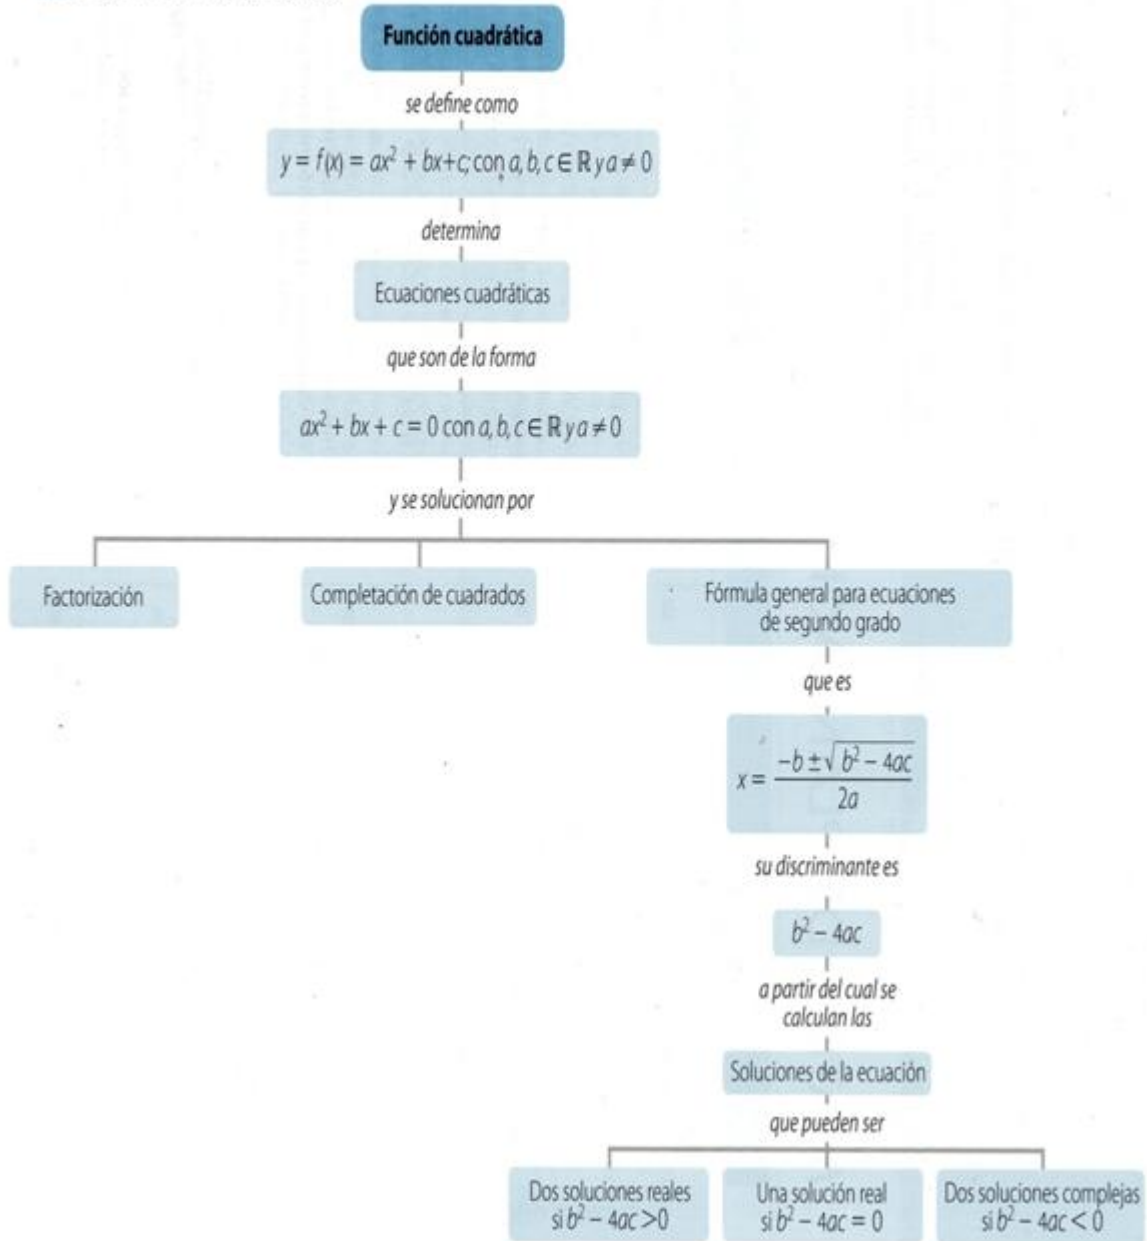 Función cuadrática
se define como
y = f(x) = ax² + bx+c; con a, b, c ∈ ℝ y a ≠ 0
determina
Ecuaciones cuadráticas
que son de la forma
ax² + bx + c = 0 con a, b, c ∈ ℝ y a ≠ 0
y se solucionan por
Factorización
Completación de cuadrados
Fórmula general para ecuaciones
de segundo grado
que es
x = (-b ± √(b² – 4ac)) / 2a
su discriminante es
b² – 4ac
a partir del cual se
calculan las
Soluciones de la ecuación
que pueden ser
Dos soluciones reales
si b² – 4ac >0
Una solución real
si b² – 4ac = 0
Dos soluciones complejas
si b² – 4ac < 0